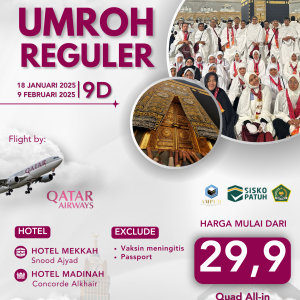 UMROH
REGULER
18 JANUARI 2025
9 FEBRUARI 2025
9D
Flight by:
QATAR
AIRWAYS
SISKO
PATUH
HOTEL
HOTEL MEKKAH
Snood Ajyad
HOTEL MADINAH
Concorde Alkhair
EXCLUDE
• Vaksin meningitis
• Passport
HARGA MULAI DARI
29,9
Quad All-in